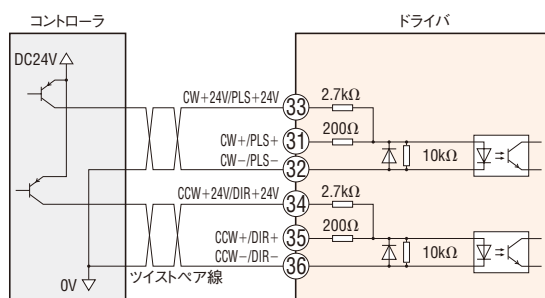 コントローラ
ドライバ
DC24V
CW+24V/PLS+24V
33
2.7kΩ
CW+/PLS+
31
200Ω
CW−/PLS−
32
10kΩ
CCW+24V/DIR+24V
34
2.7kΩ
CCW+/DIR+
35
200Ω
CCW−/DIR−
36
10kΩ
0V
ツイストペア線